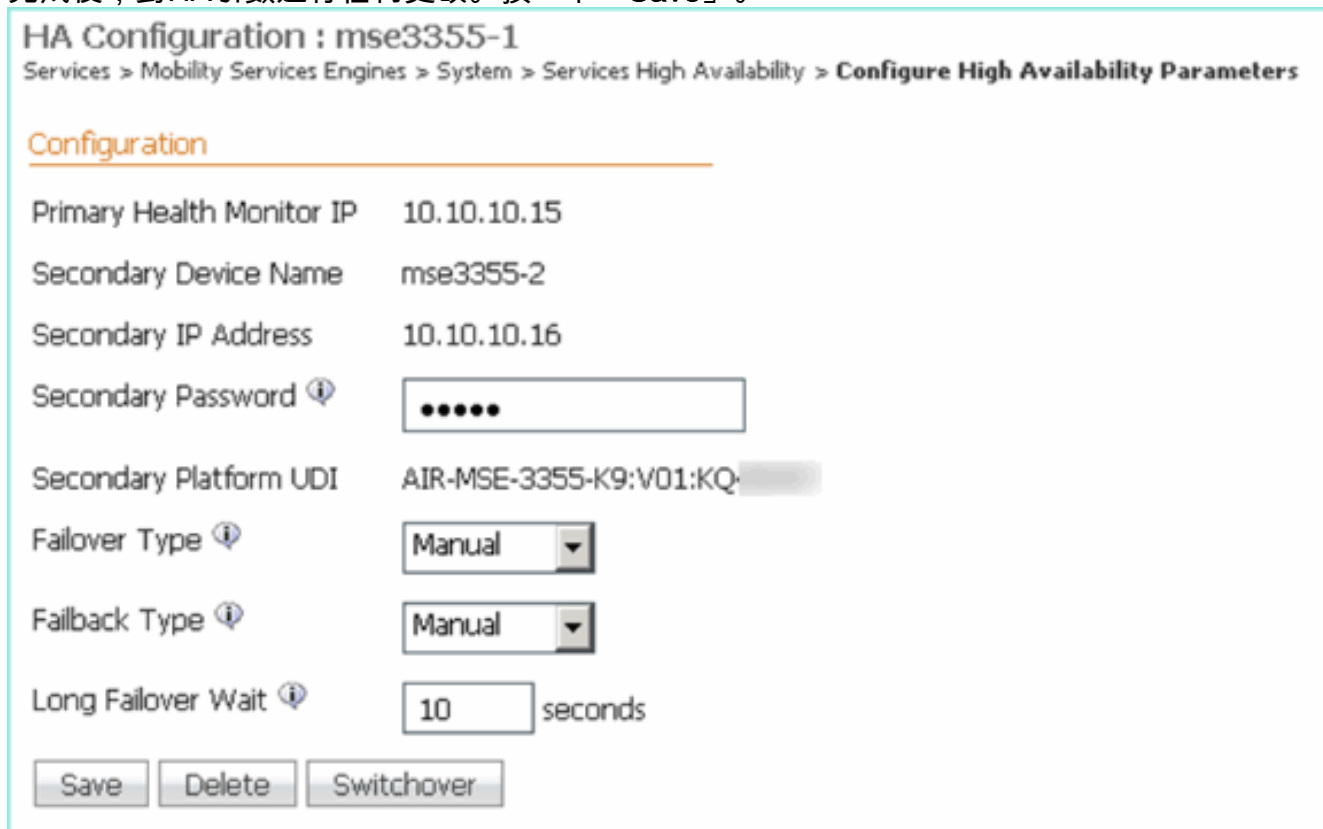 HA Configuration : mse3355-1
Services > Mobility Services Engines > System > Services High Availability > Configure High Availability Parameters
Configuration
Primary Health Monitor IP 10.10.10.15
Secondary Device Name mse3355-2
Secondary IP Address 10.10.10.16
Secondary Password •••••
Secondary Platform UDI AIR-MSE-3355-K9:V01:KQ-
Failover Type Manual
Failback Type Manual
Long Failover Wait 10 seconds
Save Delete Switchover